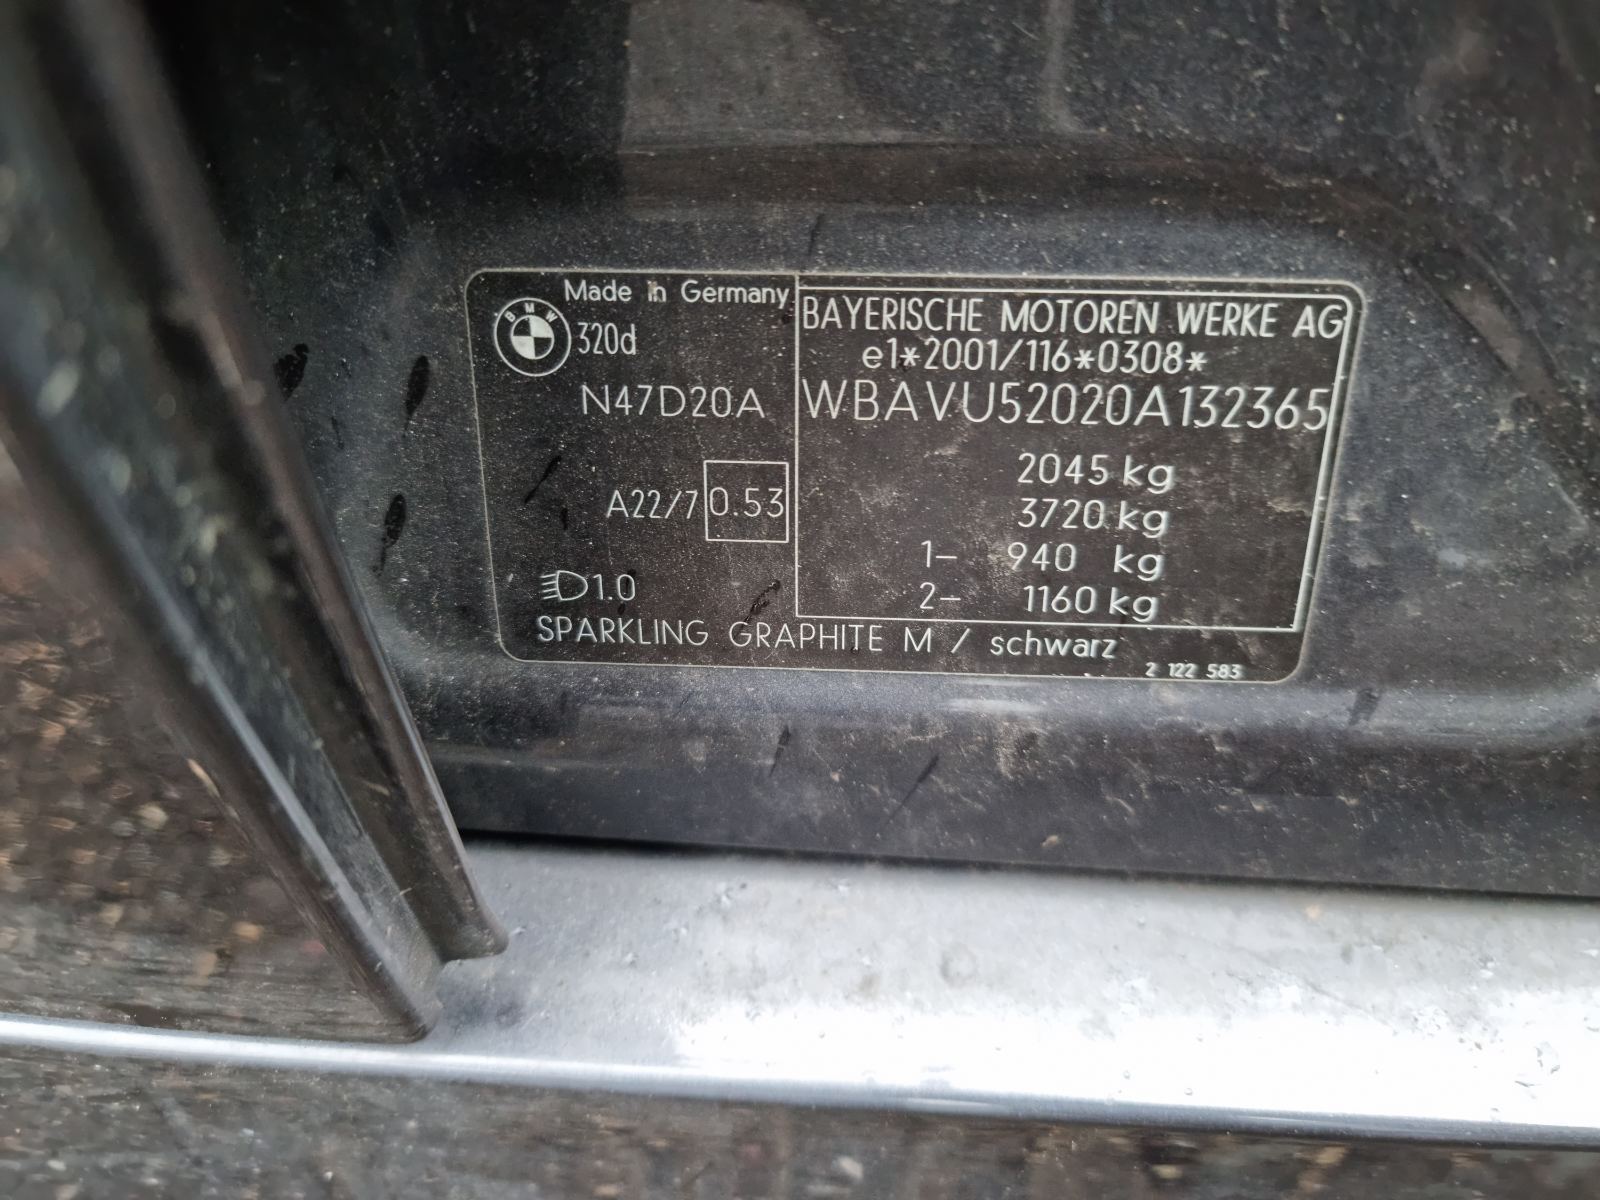 Made in Germany
BMW
320d
N47D20A
A22/7 0.53
1.0
SPARKLING GRAPHITE M / schwarz
BAYERISCHE MOTOREN WERKE AG
e1*2001/116*0308*
WBAVU52020A132365
2045 kg
3720 kg
1- 940 kg
2- 1160 kg
2 122 583